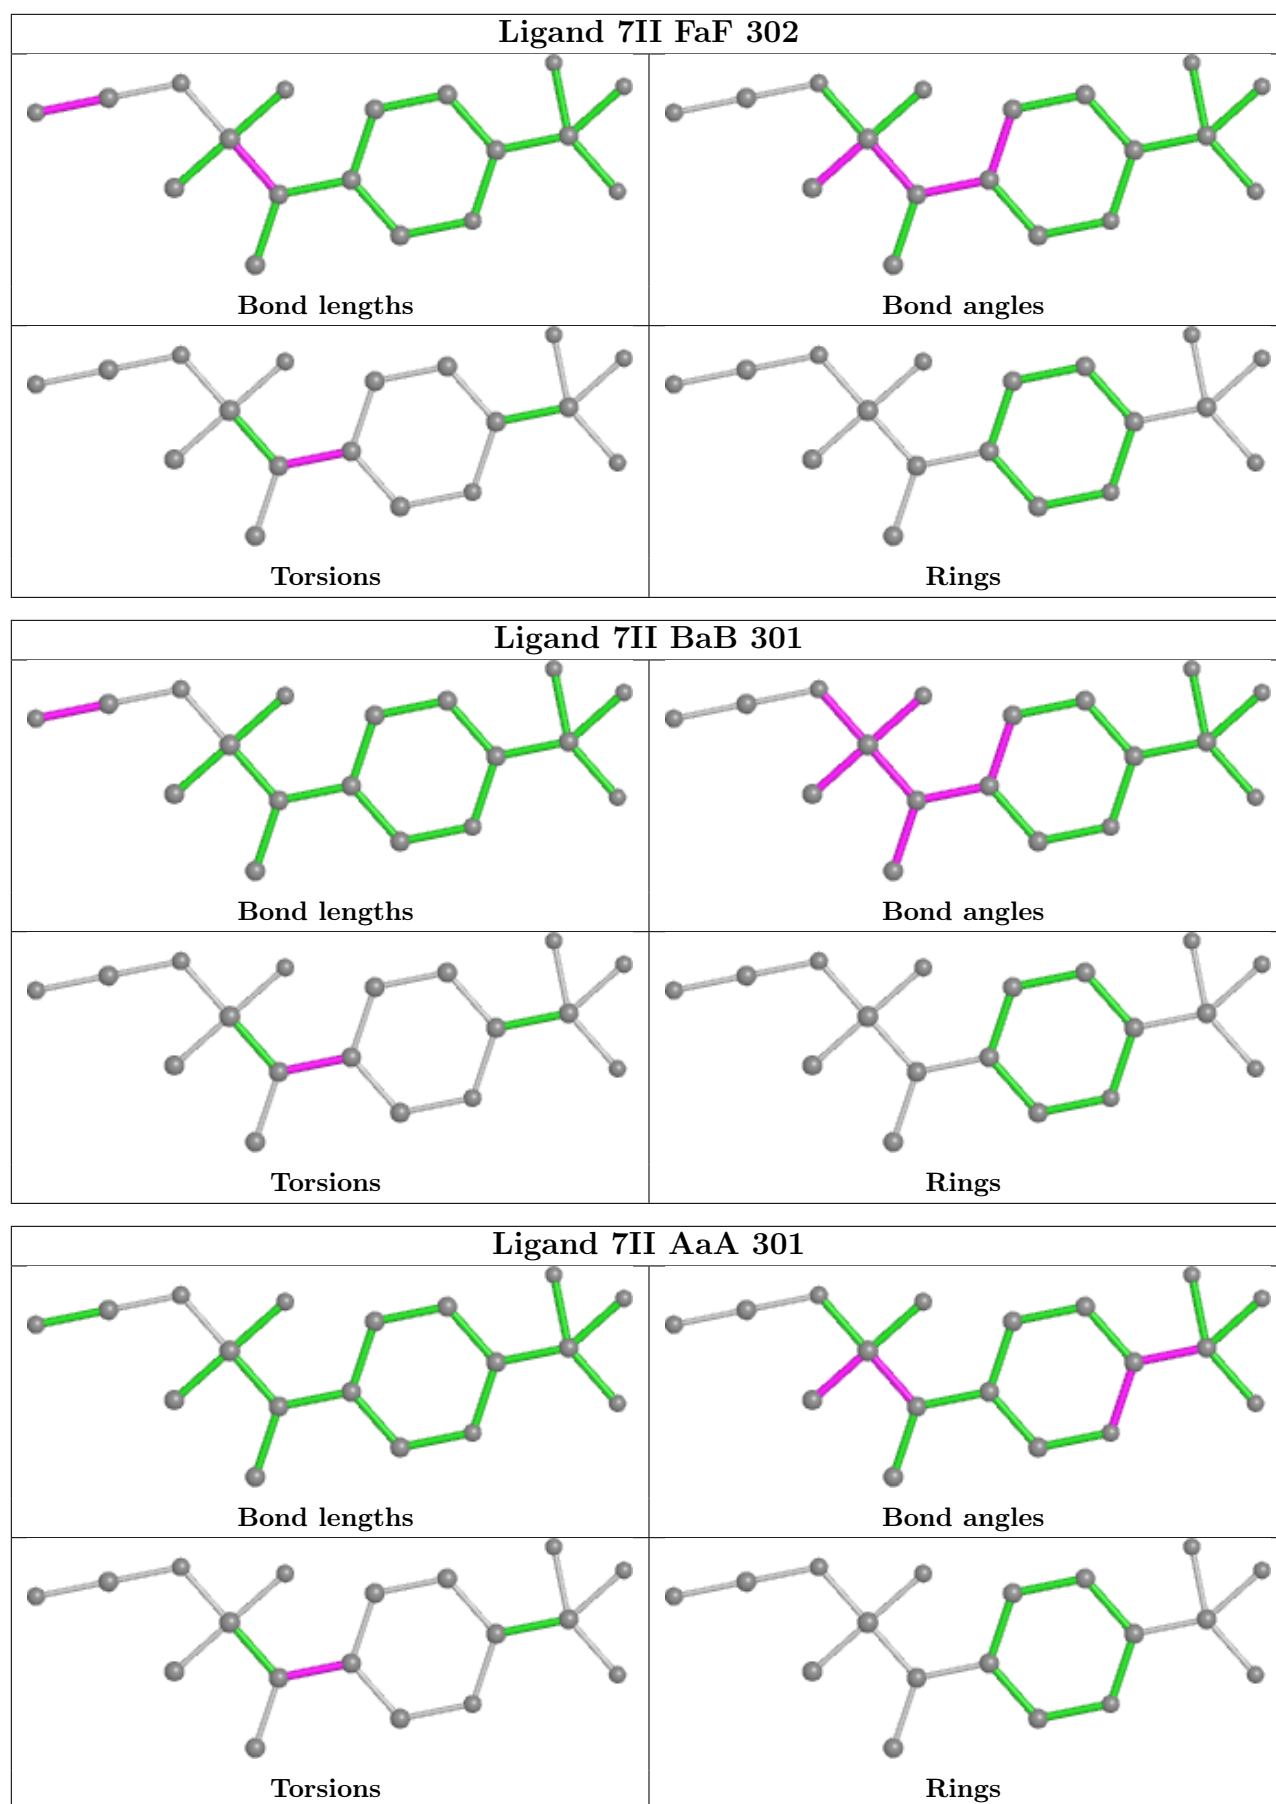 Ligand 7II FaF 302
Bond lengths
Bond angles
Torsions
Rings
Ligand 7II BaB 301
Bond lengths
Bond angles
Torsions
Rings
Ligand 7II AaA 301
Bond lengths
Bond angles
Torsions
Rings